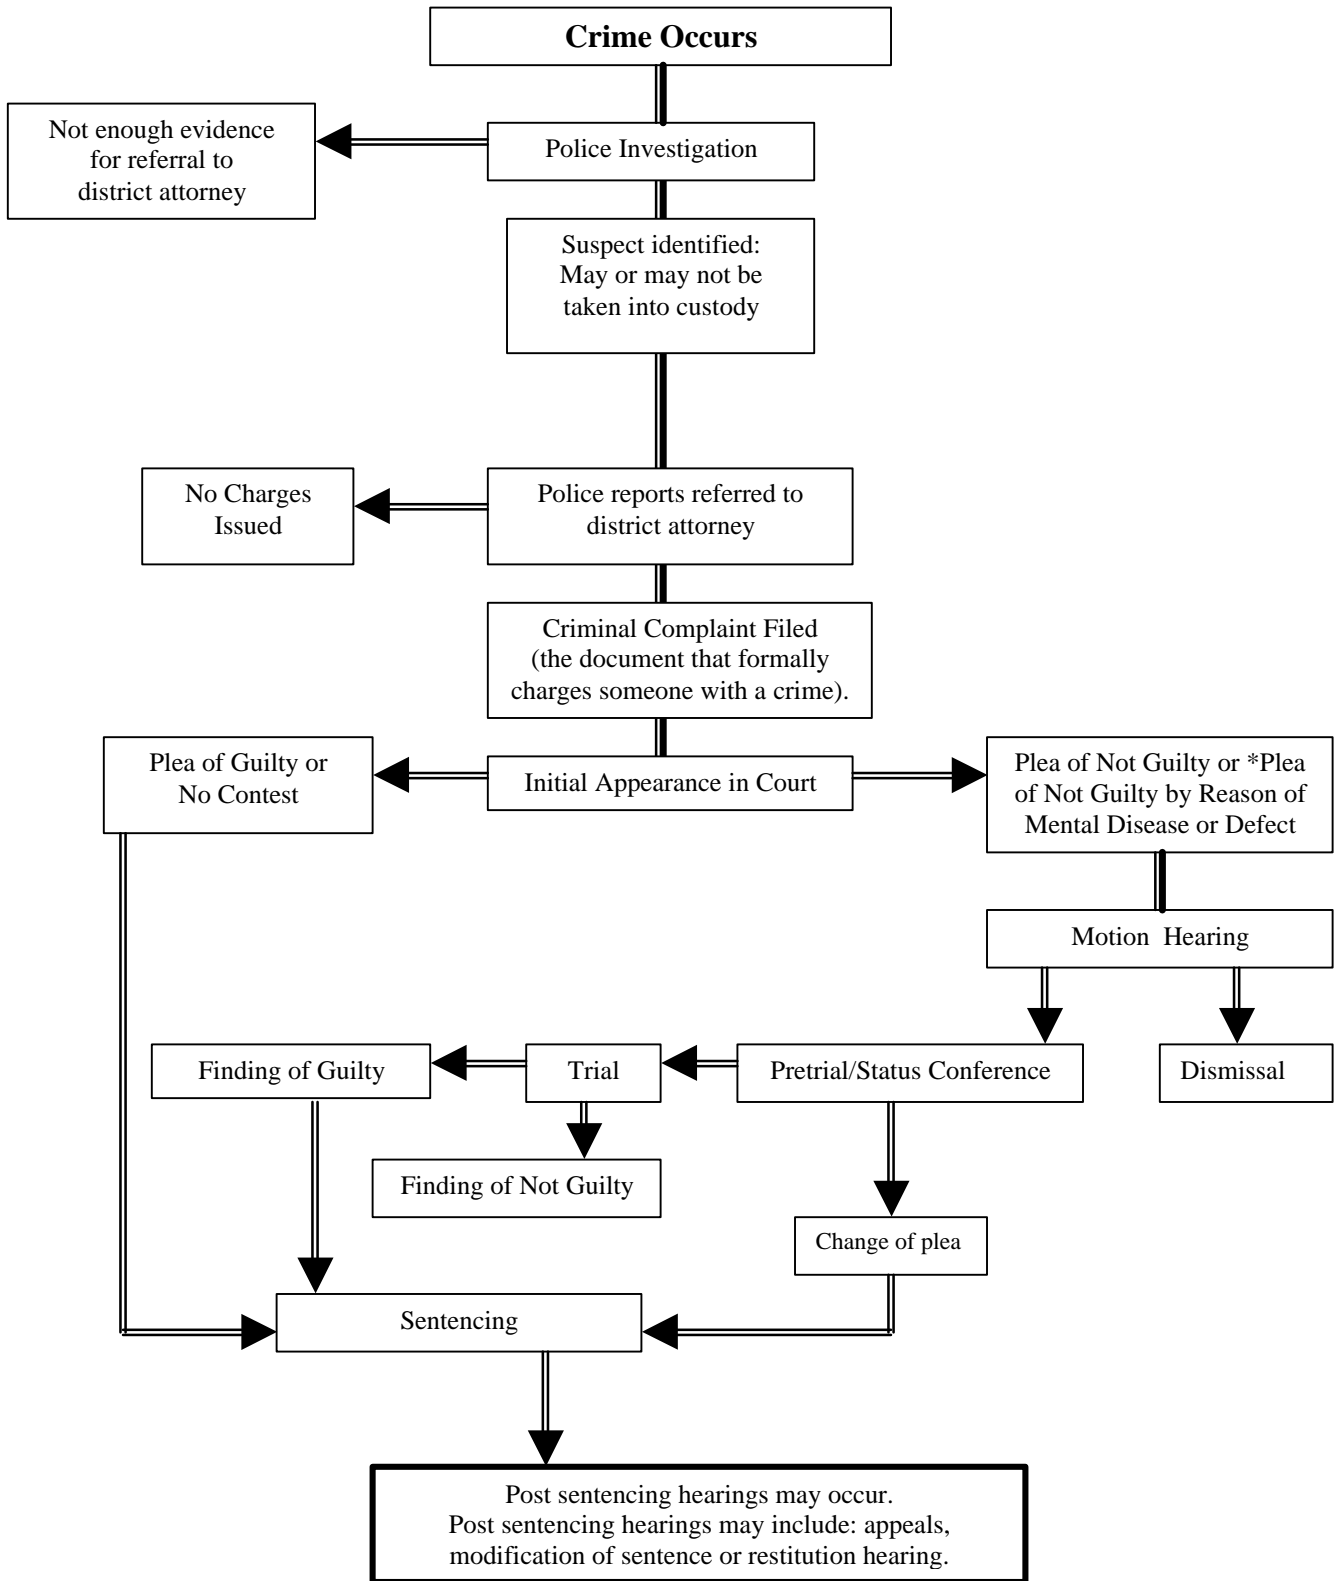 Crime Occurs
Not enough evidence
for referral to
district attorney
Police Investigation
Suspect identified:
May or may not be
taken into custody
No Charges
Issued
Police reports referred to
district attorney
Criminal Complaint Filed
(the document that formally
charges someone with a crime).
Plea of Guilty or
No Contest
Initial Appearance in Court
Plea of Not Guilty or *Plea
of Not Guilty by Reason of
Mental Disease or Defect
Motion Hearing
Finding of Guilty
Trial
Pretrial/Status Conference
Dismissal
Finding of Not Guilty
Change of plea
Sentencing
Post sentencing hearings may occur.
Post sentencing hearings may include: appeals,
modification of sentence or restitution hearing.